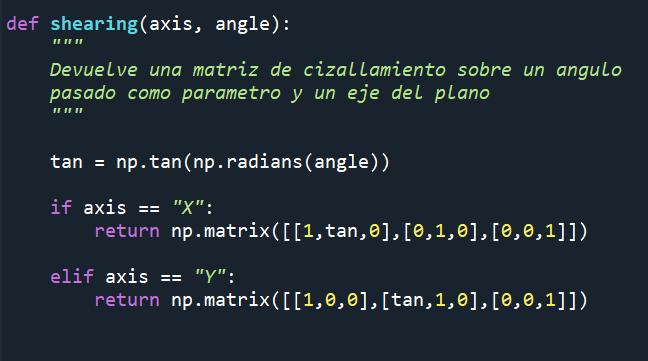 def shearing(axis, angle):
    """
    Devuelve una matriz de cizallamiento sobre un angulo
    pasado como parametro y un eje del plano
    """
    tan = np.tan(np.radians(angle))
    if axis == "X":
        return np.matrix([[1,tan,0],[0,1,0],[0,0,1]])
    elif axis == "Y":
        return np.matrix([[1,0,0],[tan,1,0],[0,0,1]])